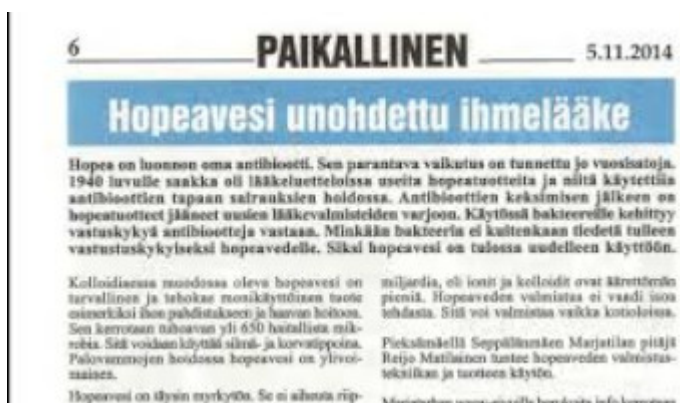 6
PAIKALLINEN
5.11.2014
Hopeavesi unohdettu ihmelääke
Hopea on luonnon oma antibiootti. Sen parantava vaikutus on tunnettu jo vuosisatoja.
1940 luvulle saakka oli lääkeluetteloissa useita hopeatuotteita ja niitä käytettiin
antibioottien tapaan sairauksien hoidossa. Antibioottien keksimisen jälkeen on
hopeatuotteet jääneet uusien lääkevalmisteiden varjoon. Käytössä bakteereille kehittyy
vastuskykyä antibiootteja vastaan. Minkään bakteerin ei kuitenkaan tiedetä tulleen
vastustuskykyiseksi hopeavedelle. Siksi hopeavesi on tulossa uudelleen käyttöön.
Kolloidisessa muodossa oleva hopeavesi on
turvallinen ja tehokas monikäyttöinen tuote
esimerkiksi ihon puhdistukseen ja haavan hoitoon.
Sen kerrotaan tuhoavan yli 650 haitallista mik-
robia. Sitä voidaan käyttää silmä- ja korvatippoina.
Palovammojen hoidossa hopeavesi on ylivoi-
mainen.
Hopeavesi on täysin myrkytön. Se ei aiheuta riip-
miljardia, eli ionit ja kolloidit ovat äärettömän
pieniä. Hopeaveden valmistus ei vaadi isoa
tehdasta. Sitä voi valmistaa vaikka kotioloissa.
Pieksämäellä Seppälänmäen Marjatilan pitäjä
Reijo Matilainen tuntee hopeaveden valmistus-
tekniikan ja tuotteen käytön.